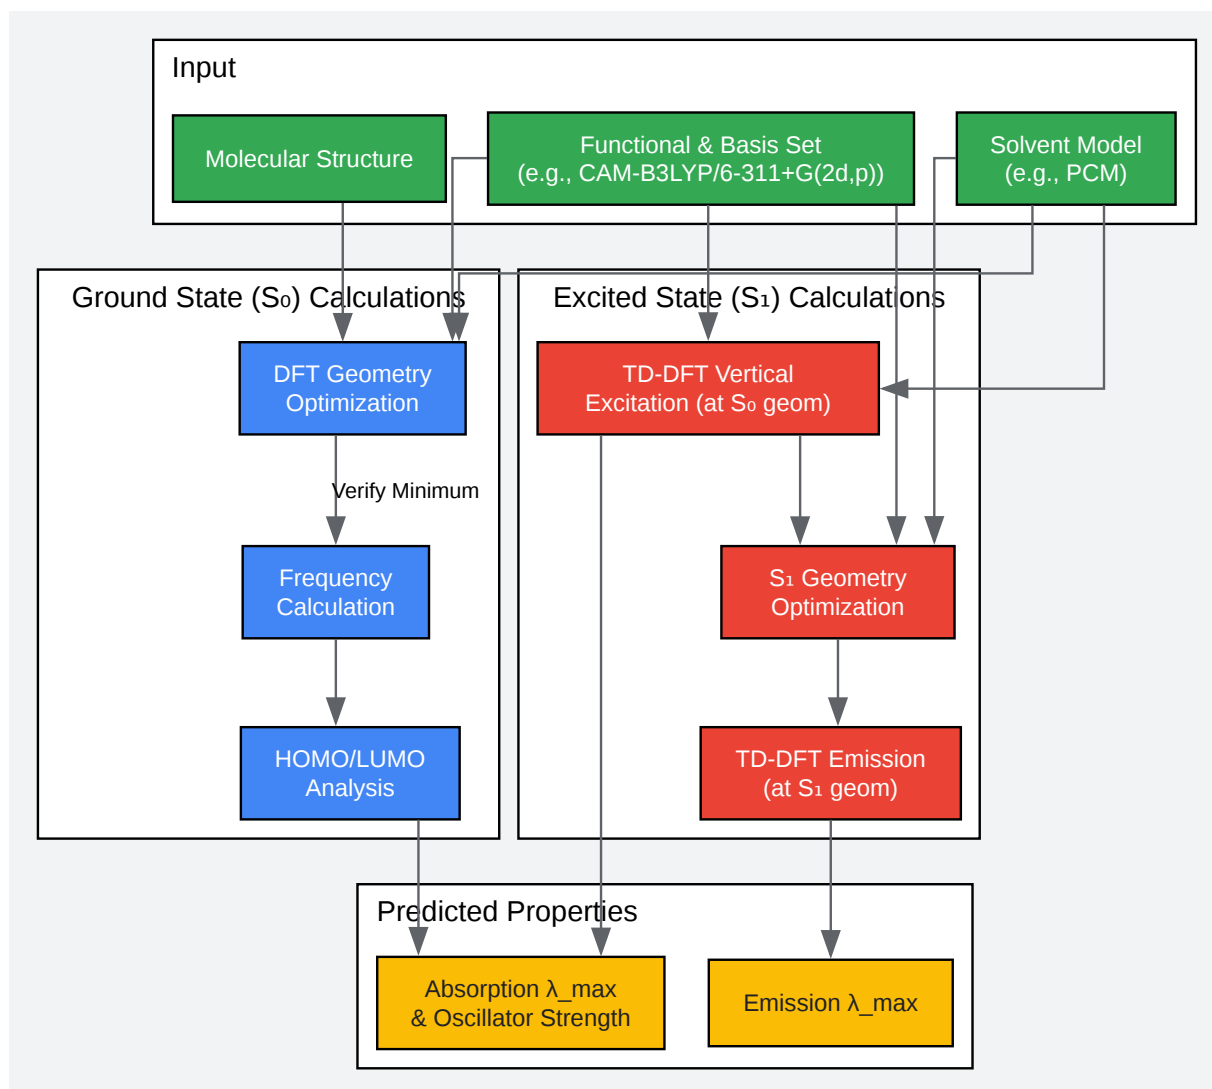 Input
Molecular Structure
Functional & Basis Set
(e.g., CAM-B3LYP/6-311+G(2d,p))
Solvent Model
(e.g., PCM)
Ground State (S₀) Calculations
DFT Geometry
Optimization
Verify Minimum
Frequency
Calculation
HOMO/LUMO
Analysis
Excited State (S₁) Calculations
TD-DFT Vertical
Excitation (at S₀ geom)
S₁ Geometry
Optimization
TD-DFT Emission
(at S₁ geom)
Predicted Properties
Absorption λ_max
& Oscillator Strength
Emission λ_max